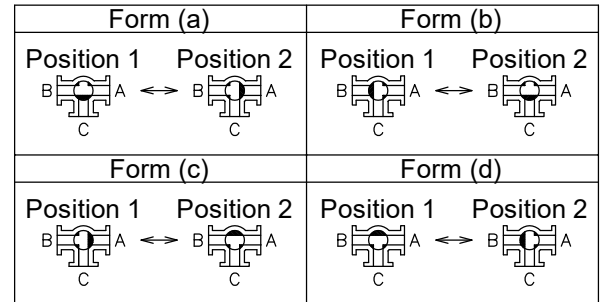 Form (a) Form (b)
Position 1 Position 2 Position 1 Position 2
B A B A B A B A
C C C C
Form (c) Form (d)
Position 1 Position 2 Position 1 Position 2
B A B A B A B A
C C C C